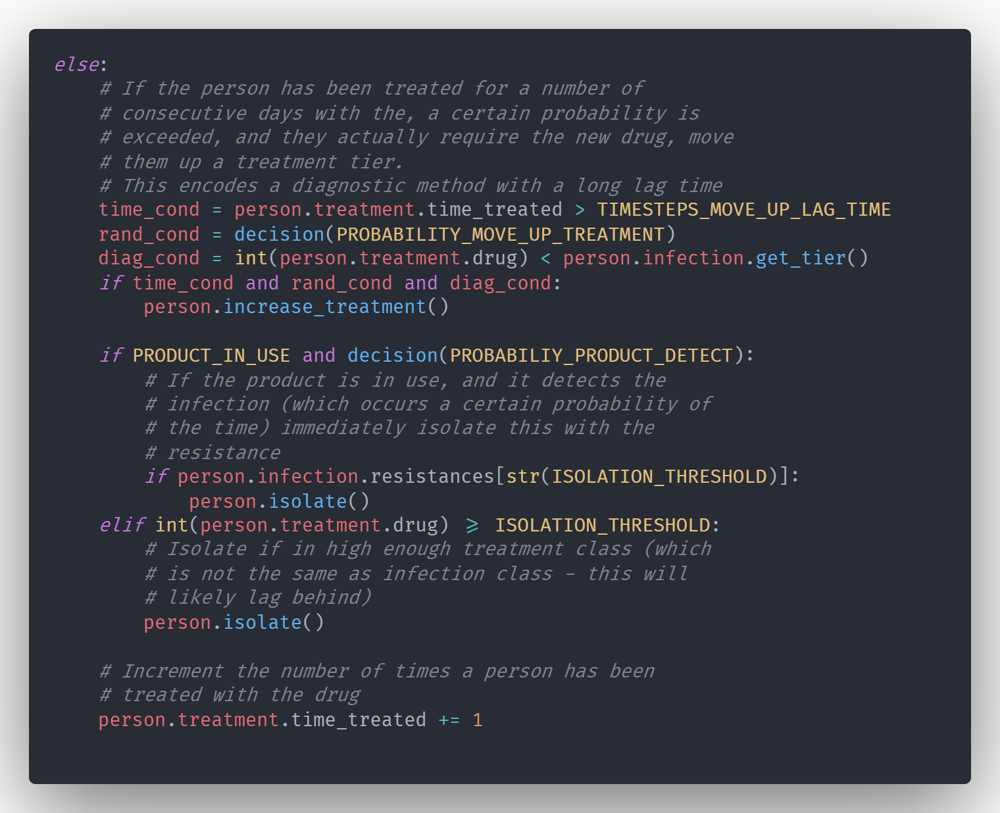 else:
    # If the person has been treated for a number of
    # consecutive days with the, a certain probability is
    # exceeded, and they actually require the new drug, move
    # them up a treatment tier.
    # This encodes a diagnostic method with a long lag time
    time_cond = person.treatment.time_treated > TIMESTEPS_MOVE_UP_LAG_TIME
    rand_cond = decision(PROBABILITY_MOVE_UP_TREATMENT)
    diag_cond = int(person.treatment.drug) < person.infection.get_tier()
    if time_cond and rand_cond and diag_cond:
        person.increase_treatment()

    if PRODUCT_IN_USE and decision(PROBABILIY_PRODUCT_DETECT):
        # If the product is in use, and it detects the
        # infection (which occurs a certain probability of
        # the time) immediately isolate this with the
        # resistance
        if person.infection.resistances[str(ISOLATION_THRESHOLD)]:
            person.isolate()
    elif int(person.treatment.drug) ⩾ ISOLATION_THRESHOLD:
        # Isolate if in high enough treatment class (which
        # is not the same as infection class – this will
        # likely lag behind)
        person.isolate()

    # Increment the number of times a person has been
    # treated with the drug
    person.treatment.time_treated += 1